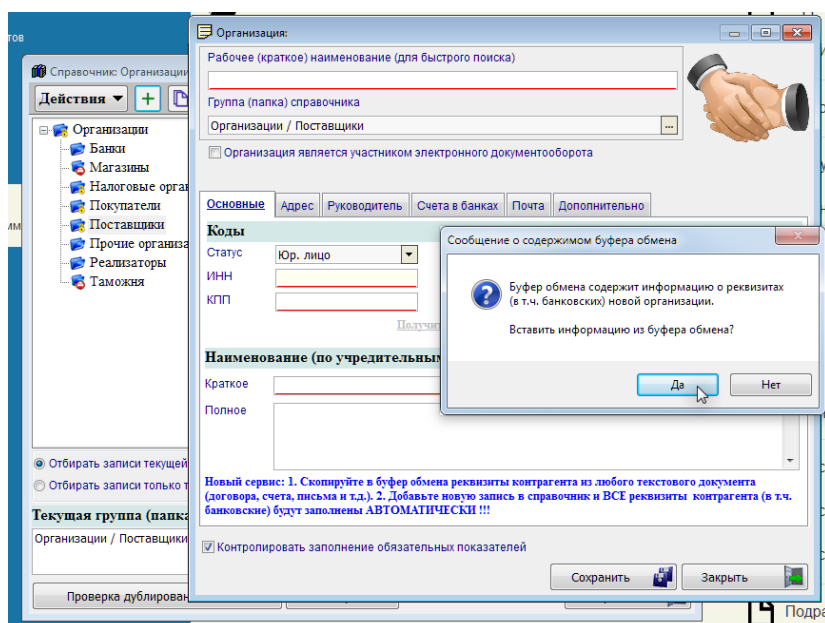 тов
Справочник: Организации
Действия
Организации
Банки
Магазины
Налоговые орган
Покупатели
Поставщики
Прочие организа
Реализаторы
Таможня
Отбирать записи текущей
Отбирать записи только т
Текущая группа (папка
Организации / Поставщики
Проверка дублирован
Организация:
Рабочее (краткое) наименование (для быстрого поиска)
Группа (папка) справочника
Организации / Поставщики
...
Организация является участником электронного документооборота
Основные Адрес Руководитель Счета в банках Почта Дополнительно
Коды
Статус Юр. лицо
ИНН
КПП
Получит
Наименование (по учредительным
Краткое
Полное
Новый сервис: 1. Скопируйте в буфер обмена реквизиты контрагента из любого текстового документа
(договора, счета, письма и т.д.). 2. Добавьте новую запись в справочник и ВСЕ реквизиты контрагента (в т.ч.
банковские) будут заполнены АВТОМАТИЧЕСКИ !!!
Контролировать заполнение обязательных показателей
Сохранить Закрыть
Сообщение о содержимом буфера обмена
Буфер обмена содержит информацию о реквизитах
(в т.ч. банковских) новой организации.
Вставить информацию из буфера обмена?
Да Нет
Подра